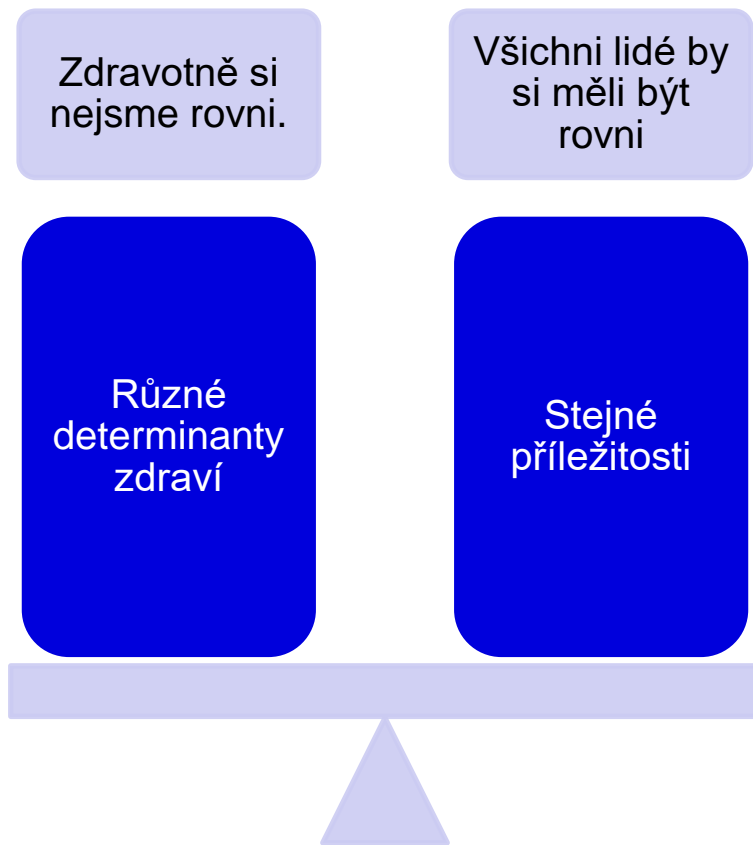 Zdravotně si
nejsme rovni.
Všichni lidé by
si měli být
rovni
Různé
determinanty
zdraví
Stejné
příležitosti